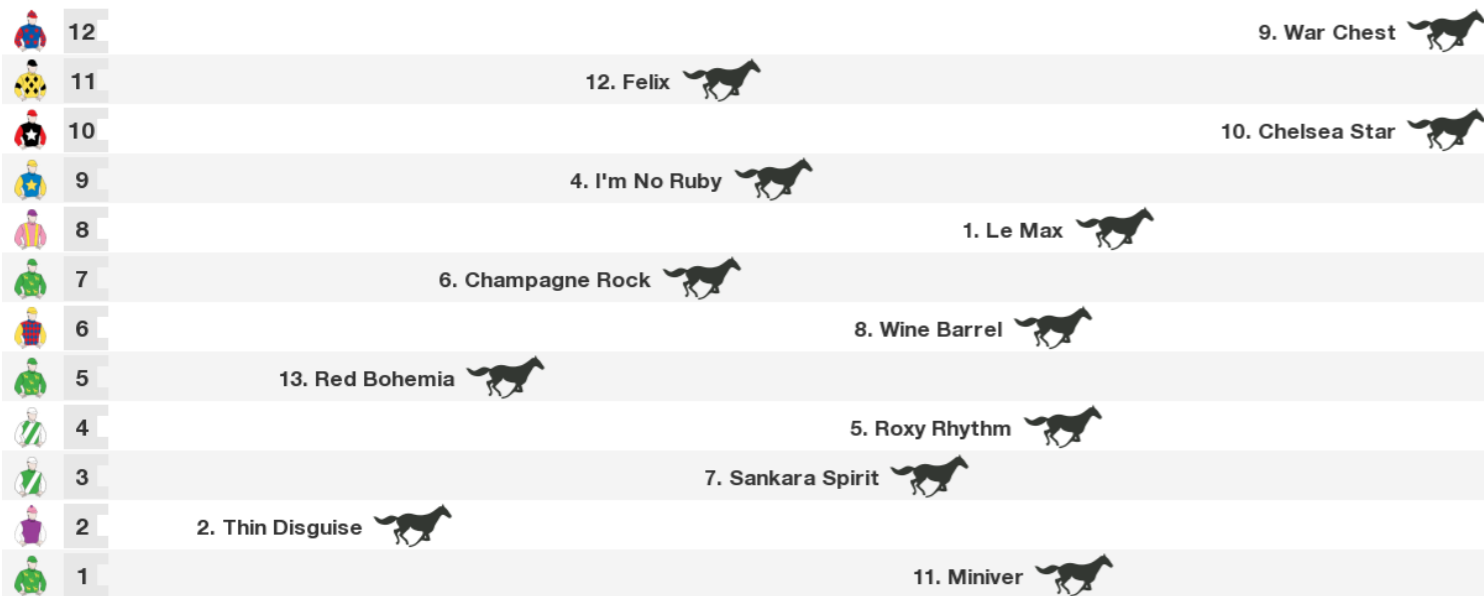 12 9. War Chest
11 12. Felix
10 10. Chelsea Star
9 4. I'm No Ruby
8 1. Le Max
7 6. Champagne Rock
6 8. Wine Barrel
5 13. Red Bohemia
4 5. Roxy Rhythm
3 7. Sankara Spirit
2 2. Thin Disguise
1 11. Miniver